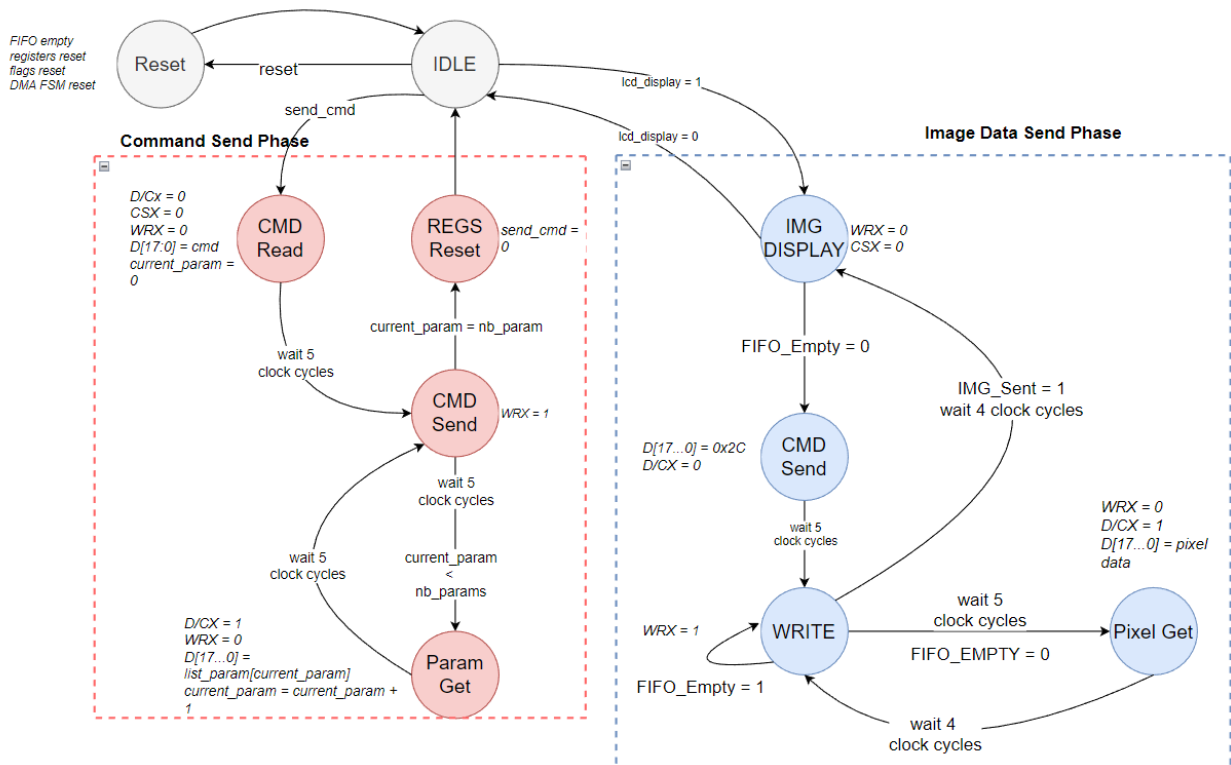 FIFO empty
registers reset
flags reset
DMA FSM reset
Reset
IDLE
reset
send_cmd
lcd_display = 1
lcd_display = 0
Command Send Phase
D/Cx = 0
CSX = 0
WRX = 0
D[17:0] = cmd
current_param =
0
CMD
Read
REGS
Reset
send_cmd =
0
current_param = nb_param
wait 5
clock cycles
CMD
Send
WRX = 1
wait 5
clock cycles
current_param
<
nb_params
wait 5
clock cycles
D/CX = 1
WRX = 0
D[17...0] =
list_param[current_param]
current_param = current_param +
1
Param
Get
Image Data Send Phase
IMG
DISPLAY
WRX = 0
CSX = 0
FIFO_Empty = 0
IMG_Sent = 1
wait 4 clock cycles
D[17...0] = 0x2C
D/CX = 0
CMD
Send
wait 5
clock cycles
WRX = 0
D/CX = 1
D[17...0] = pixel
data
WRX = 1
WRITE
FIFO_Empty = 1
wait 5
clock cycles
FIFO_EMPTY = 0
Pixel Get
wait 4
clock cycles